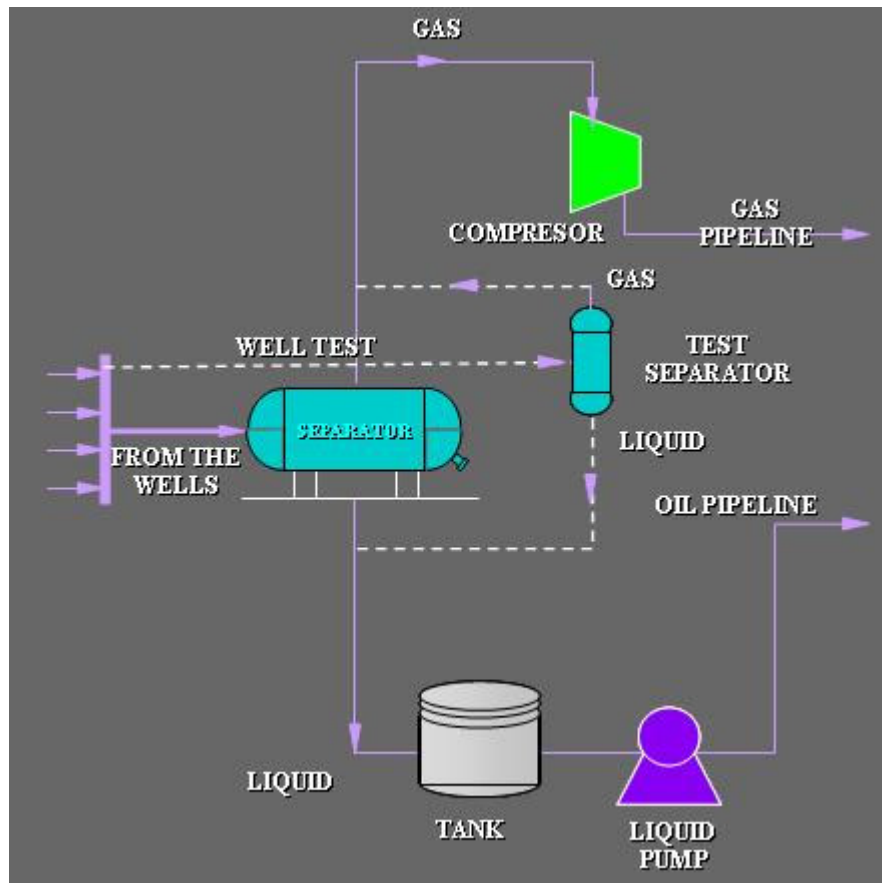 GAS
COMPRESOR
GAS
PIPELINE
GAS
WELL TEST
TEST
SEPARATOR
SEPARATOR
LIQUID
FROM THE
WELLS
OIL PIPELINE
LIQUID
TANK
LIQUID
PUMP